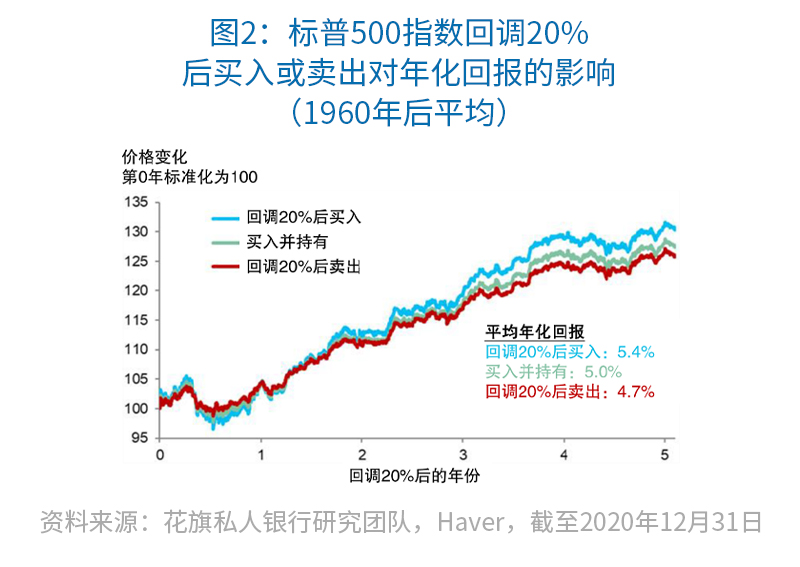 图2：标普500指数回调20%
后买入或卖出对年化回报的影响
（1960年后平均）
价格变化
第0年标准化为100
135
130
125
120
115
110
105
100
95
回调20%后买入
买入并持有
回调20%后卖出
平均年化回报
回调20%后买入：5.4%
买入并持有：5.0%
回调20%后卖出：4.7%
0 1 2 3 4 5
回调20%后的年份
资料来源：花旗私人银行研究团队，Haver，截至2020年12月31日